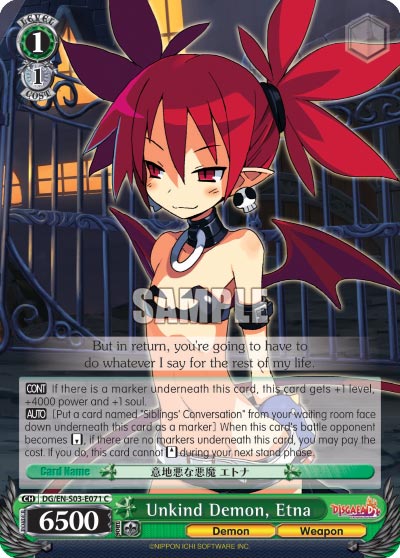 LEVEL
1
1
COST
SAMPLE
But in return, you're going to have to
do whatever I say for the rest of my life.
CONT If there is a marker underneath this card, this card gets +1 level,
+4000 power and +1 soul.
AUTO [Put a card named "Siblings' Conversation" from your waiting room face
down underneath this card as a marker] When this card's battle opponent
becomes , if there are no markers underneath this card, you may pay the
cost. If you do, this card cannot during your next stand phase.
Card Name 意地悪な悪魔 エトナ
CH DG/EN-S03-E071 C
POWER 6500 SOUL Unkind Demon, Etna DISGAEA
Demon Weapon
©NIPPON ICHI SOFTWARE INC.